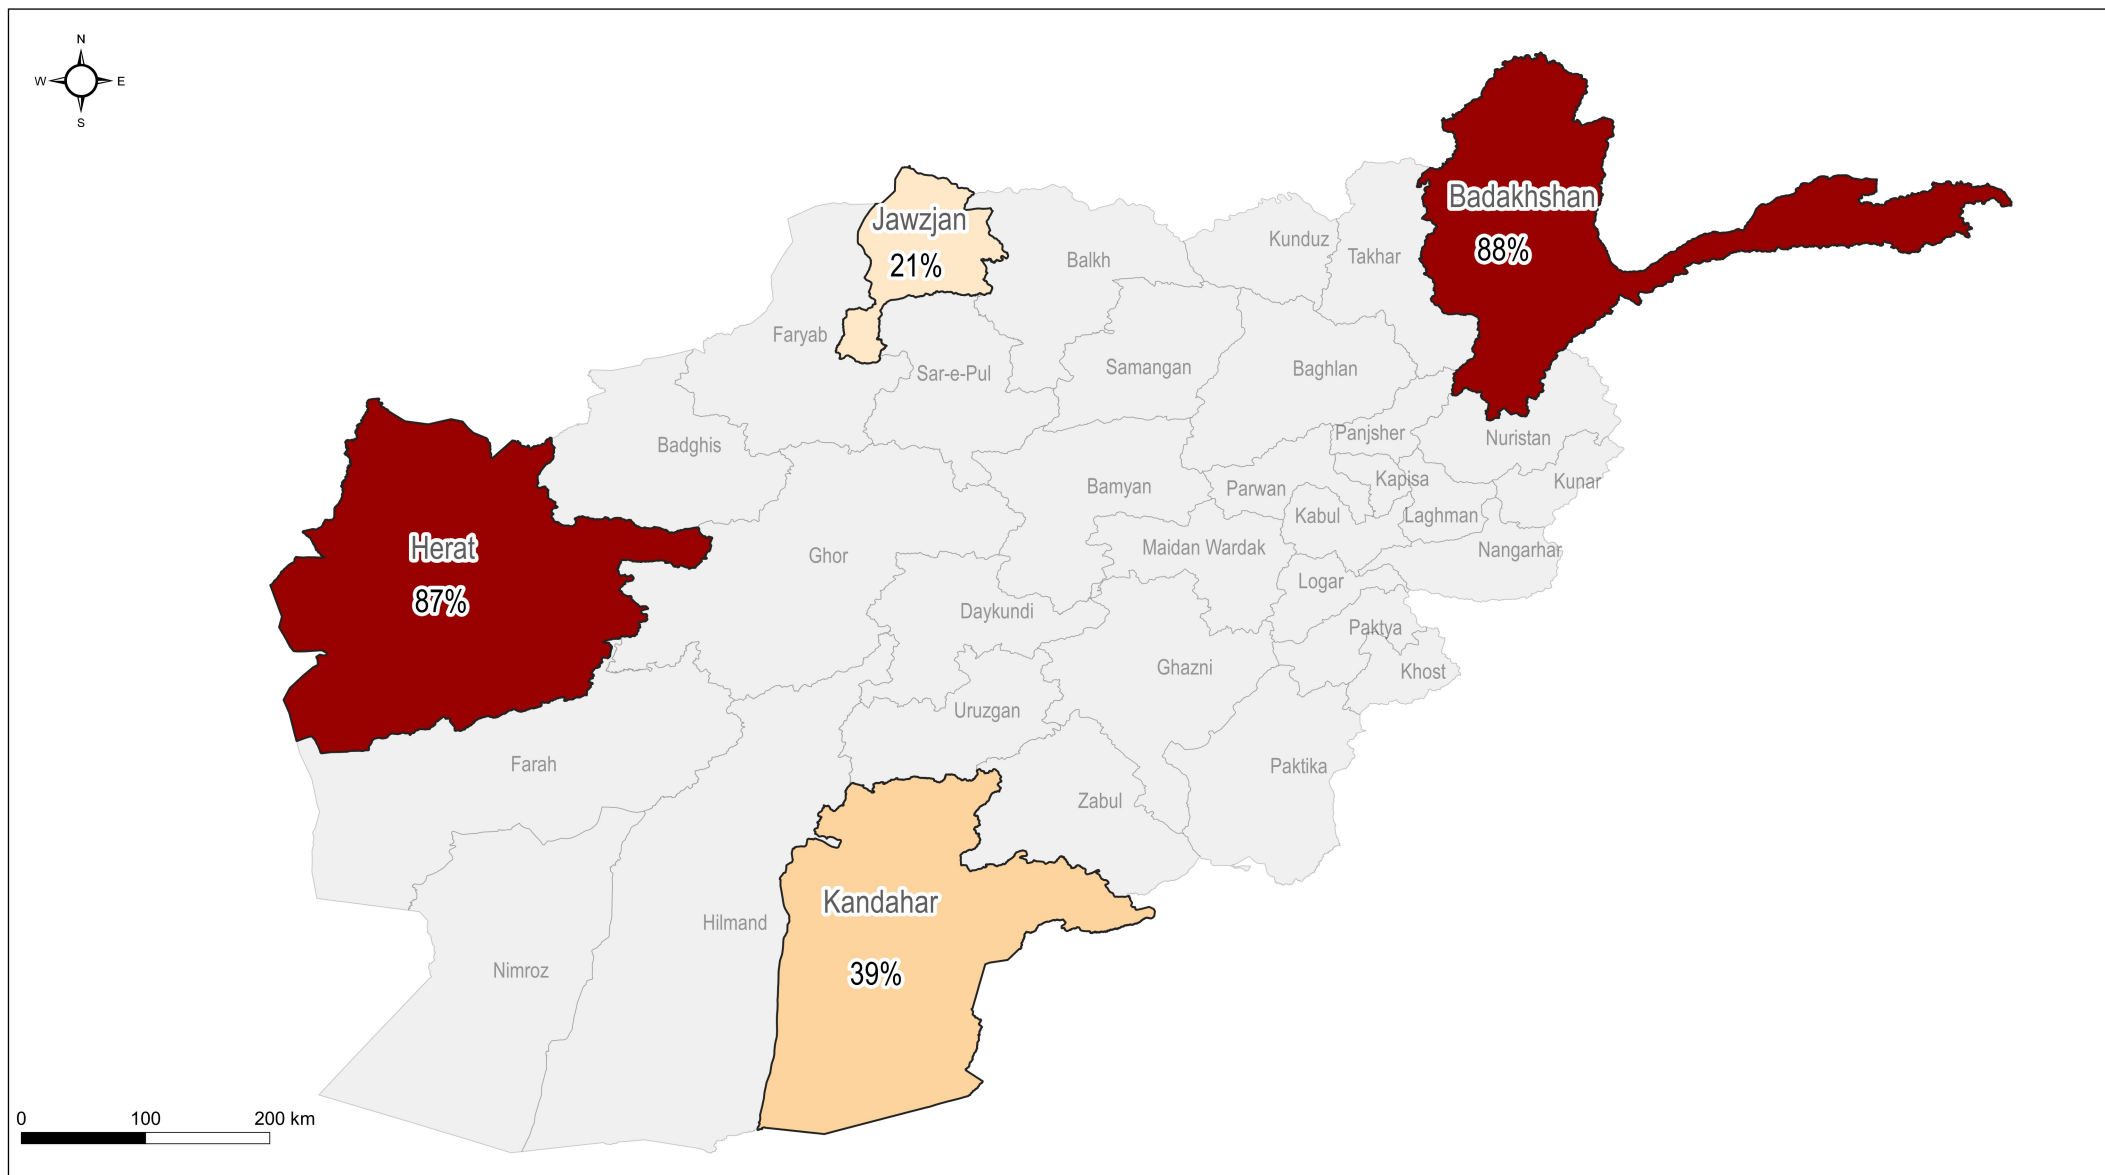 N
W E
S
Badakhshan
88%
Jawzjan
21%
Kunduz
Takhar
Balkh
Faryab
Sar-e-Pul
Samangan
Baghlan
Badghis
Panjsher
Nuristan
Bamyan
Parwan
Kapisa
Kunar
Kabul
Laghman
Herat
87%
Ghor
Maidan Wardak
Nangarhar
Logar
Daykundi
Paktya
Ghazni
Khost
Uruzgan
Farah
Paktika
Zabul
Kandahar
39%
Hilmand
Nimroz
0 100 200 km